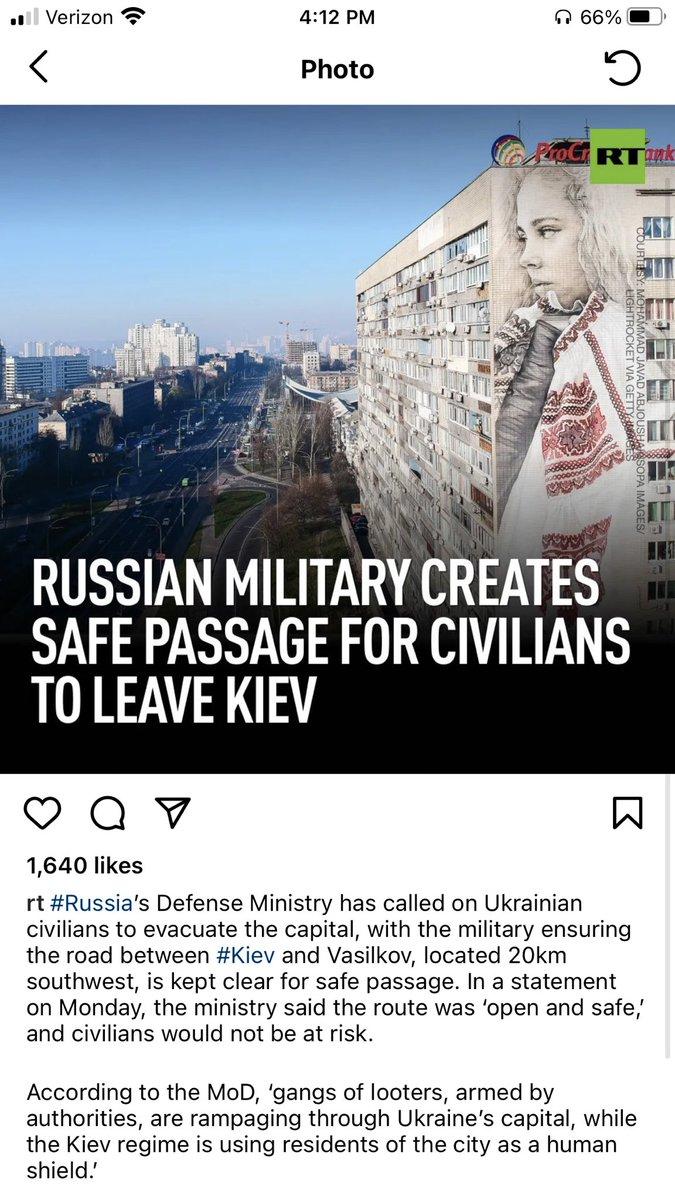 Verizon 4:12 PM 66%
Photo
ProCr
RT
ank
COURTESY: MOHAMMAD JAVAD ABJOUSHAK/SOPA IMAGES/
LIGHTROCKET VIA GETTY IMAGES
RUSSIAN MILITARY CREATES
SAFE PASSAGE FOR CIVILIANS
TO LEAVE KIEV
1,640 likes
rt #Russia’s Defense Ministry has called on Ukrainian
civilians to evacuate the capital, with the military ensuring
the road between #Kiev and Vasilkov, located 20km
southwest, is kept clear for safe passage. In a statement
on Monday, the ministry said the route was ‘open and safe,’
and civilians would not be at risk.
According to the MoD, ‘gangs of looters, armed by
authorities, are rampaging through Ukraine’s capital, while
the Kiev regime is using residents of the city as a human
shield.’